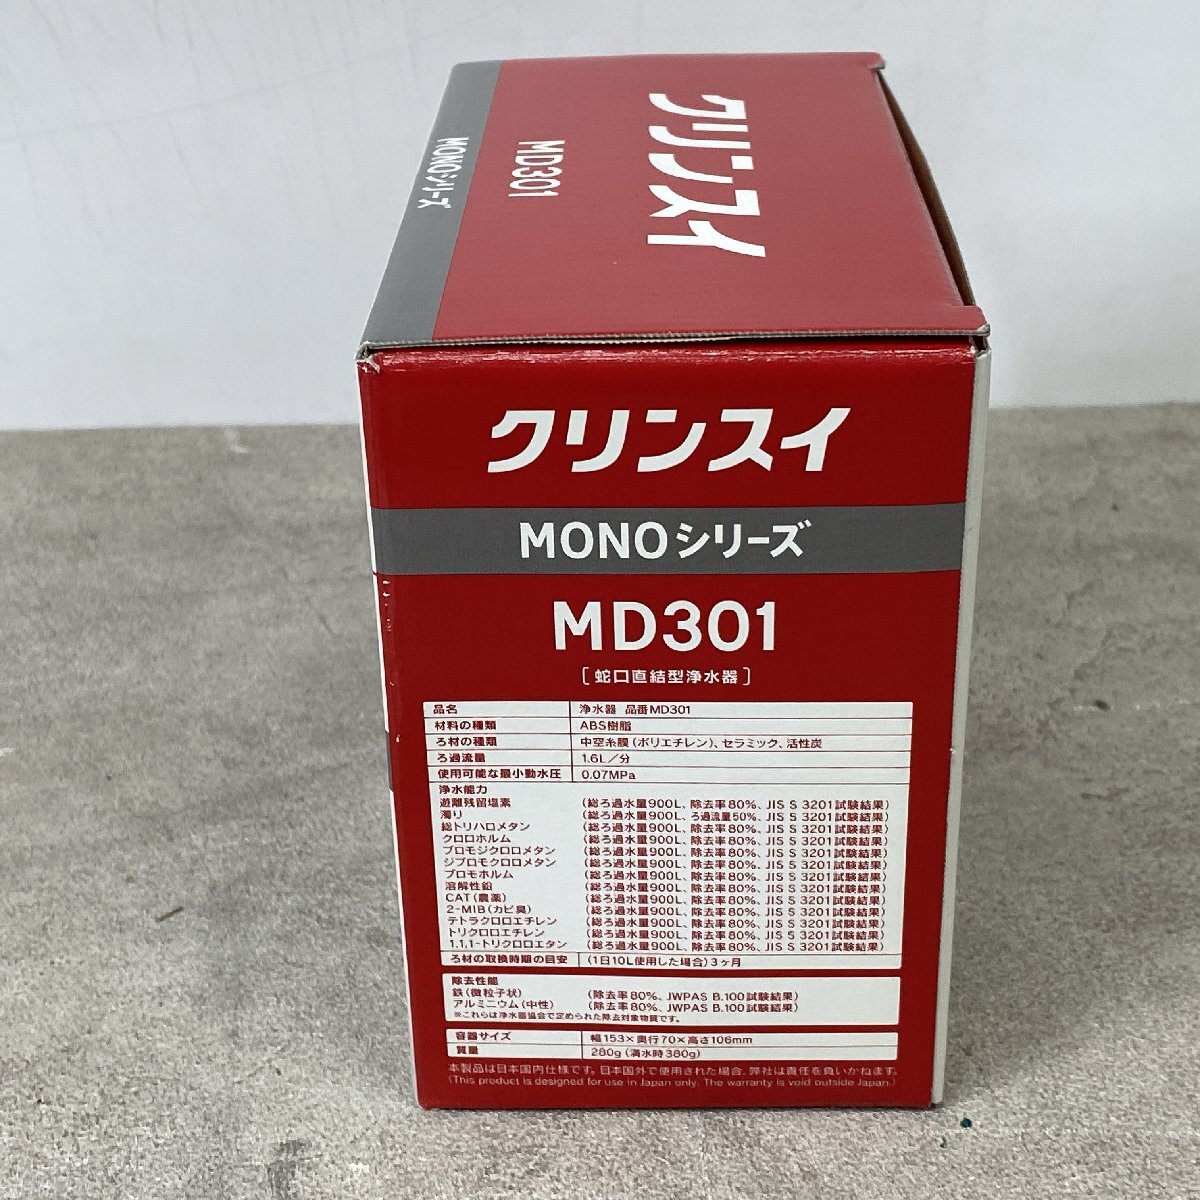 クリンスイ
MD301
MONOシリーズ
クリンスイ
MONOシリーズ
MD301
[蛇口直結型浄水器]
品名 浄水器 品番MD301
材料の種類 ABS樹脂
ろ材の種類 中空糸膜(ポリエチレン)、セラミック、活性炭
ろ過流量 1.6L／分
使用可能な最小動水圧 0.07MPa
浄水能力
遊離残留塩素 (総ろ過水量900L、除去率80%、JIS S 3201試験結果)
濁り (総ろ過水量900L、ろ過流量50%、JIS S 3201試験結果)
総トリハロメタン (総ろ過水量900L、除去率80%、JIS S 3201試験結果)
クロロホルム (総ろ過水量900L、除去率80%、JIS S 3201試験結果)
ブロモジクロロメタン (総ろ過水量900L、除去率80%、JIS S 3201試験結果)
ジブロモクロロメタン (総ろ過水量900L、除去率80%、JIS S 3201試験結果)
ブロモホルム (総ろ過水量900L、除去率80%、JIS S 3201試験結果)
溶解性鉛 (総ろ過水量900L、除去率80%、JIS S 3201試験結果)
CAT(農薬) (総ろ過水量900L、除去率80%、JIS S 3201試験結果)
2-MIB(カビ臭) (総ろ過水量900L、除去率80%、JIS S 3201試験結果)
テトラクロロエチレン (総ろ過水量900L、除去率80%、JIS S 3201試験結果)
トリクロロエチレン (総ろ過水量900L、除去率80%、JIS S 3201試験結果)
1,1,1-トリクロロエタン (総ろ過水量900L、除去率80%、JIS S 3201試験結果)
ろ材の取換時期の目安 (1日10L使用した場合)3ヶ月
除去性能
鉄(微粒子状) (除去率80%、JWPAS B.100試験結果)
アルミニウム(中性) (除去率80%、JWPAS B.100試験結果)
※これらは浄水器協会で定められた除去対象物質です。
容器サイズ 幅153×奥行70×高さ106mm
質量 280g(満水時380g)
本製品は日本国内仕様です。日本国外で使用された場合、弊社は責任を負いかねます。
(This product is designed for use in Japan only. The warranty is void outside Japan.)